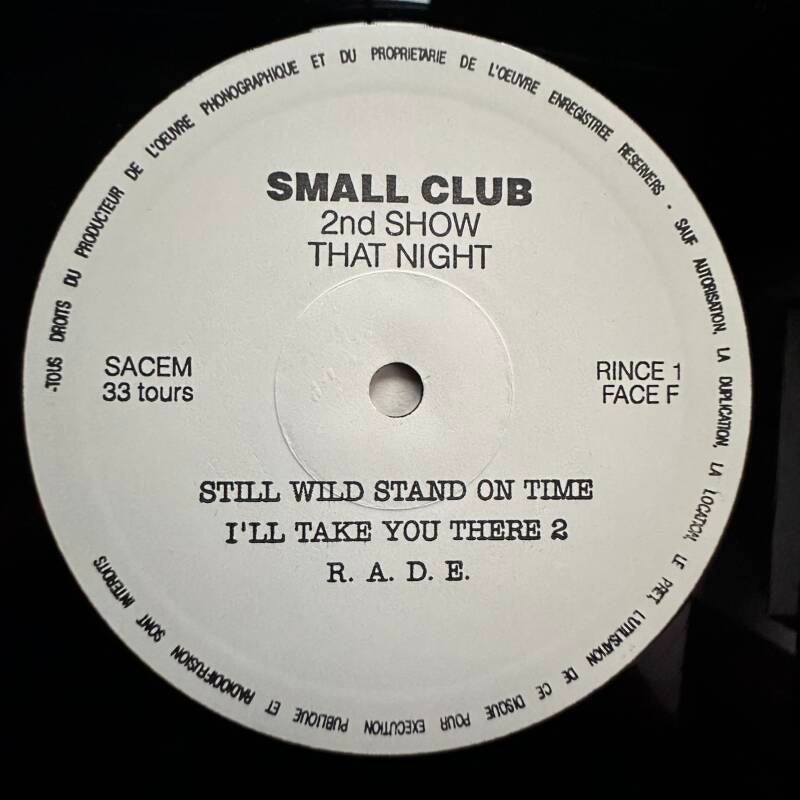 -TOUS DROITS DU PRODUCTEUR DE L'OEUVRE PHONOGRAPHIQUE ET DU PROPRIETARIE DE L'OEUVRE ENREGISTREE RESERVERS - SAUF AUTORISATION, LA DUPLICATION, LA LOCATION, LE PRET, L'UTILISATION DE CE DISQUE POUR EXECUTION PUBLIQUE ET RADIODIFFUSION SONT INTERDITS
SMALL CLUB
2nd SHOW
THAT NIGHT
SACEM
33 tours
RINCE 1
FACE F
STILL WILD STAND ON TIME
I'LL TAKE YOU THERE 2
R. A. D. E.